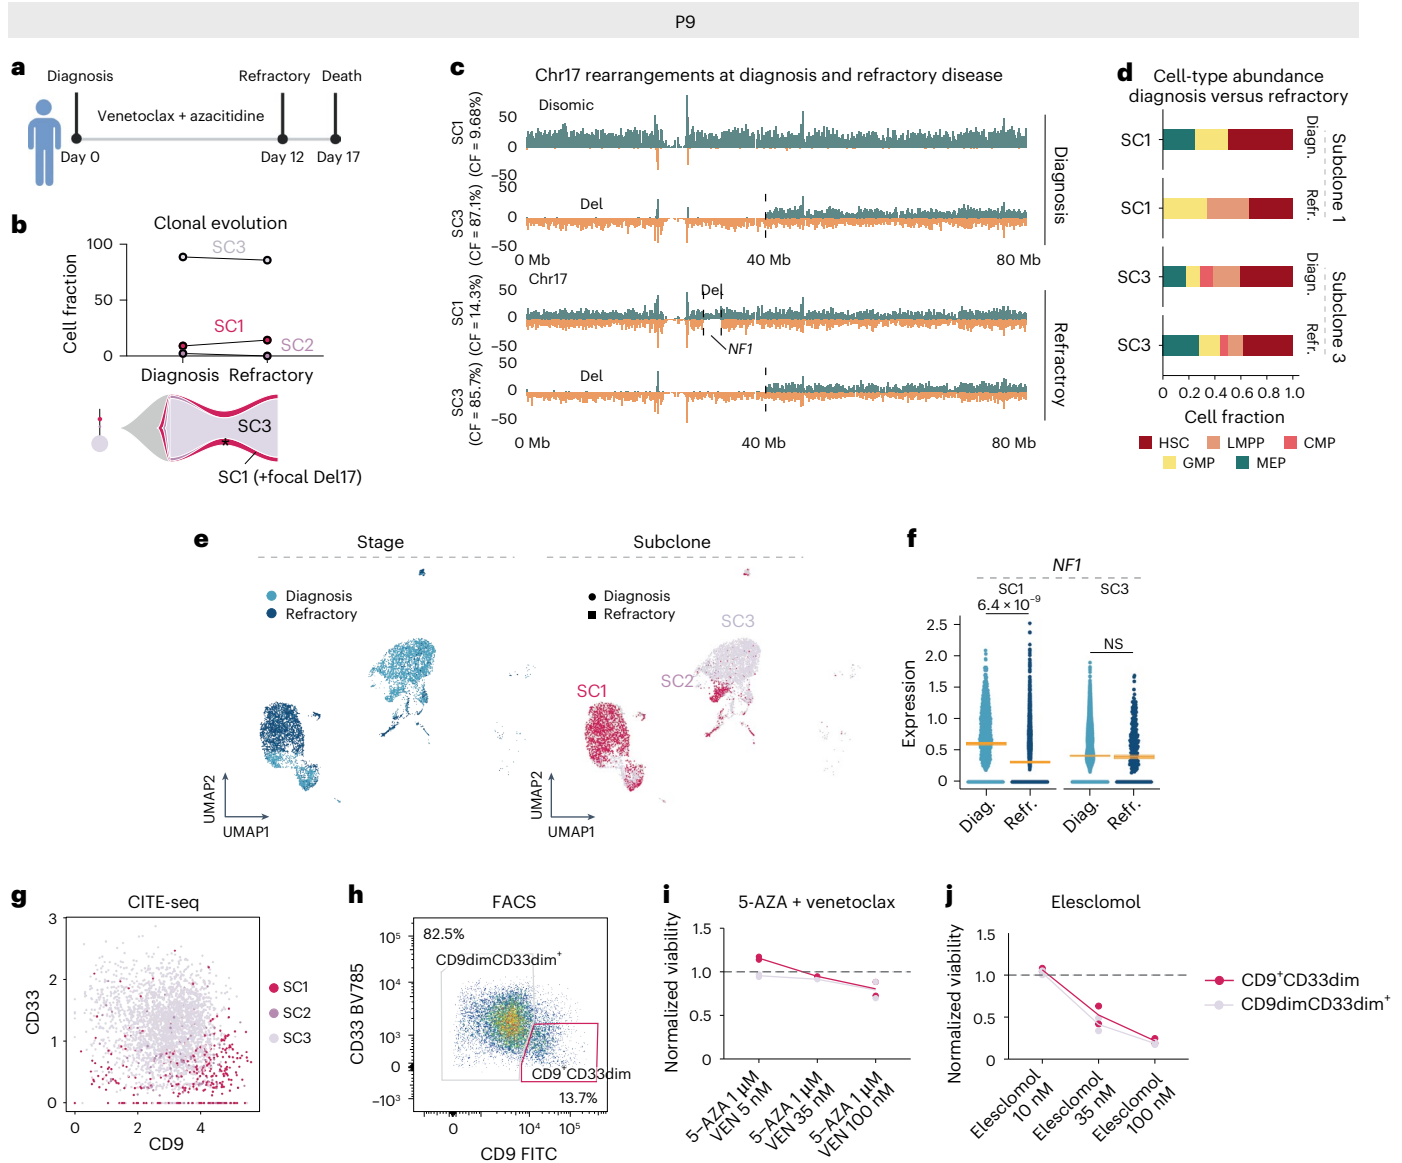 P9
a
Diagnosis
Refractory
Death
Venetoclax + azacitidine
Day 0
Day 12
Day 17
b
Clonal evolution
Cell fraction
100
50
0
SC3
SC1
SC2
Diagnosis
Refractory
SC3
*
SC1 (+focal Del17)
c
Chr17 rearrangements at diagnosis and refractory disease
SC1
(CF = 9.68%)
50
0
−50
Disomic
SC3
(CF = 87.1%)
50
0
−50
Del
0 Mb
40 Mb
80 Mb
Diagnosis
Chr17
SC1
(CF = 14.3%)
50
0
−50
Del
NF1
SC3
(CF = 85.7%)
50
0
−50
Del
0 Mb
40 Mb
80 Mb
Refractroy
d
Cell-type abundance
diagnosis versus refractory
SC1
Diagn.
SC1
Refr.
Subclone 1
SC3
Diagn.
SC3
Refr.
Subclone 3
0 0.2 0.4 0.6 0.8 1.0
Cell fraction
HSC LMPP CMP
GMP MEP
e
Stage
Diagnosis
Refractory
UMAP2
UMAP1
Subclone
Diagnosis
Refractory
SC3
SC2
SC1
UMAP2
UMAP1
f
NF1
SC1
SC3
6.4 × 10⁻⁹
NS
Expression
2.5
2.0
1.5
1.0
0.5
0
Diag.
Refr.
Diag.
Refr.
g
CITE-seq
CD33
3
2
1
0
0 2 4
CD9
SC1
SC2
SC3
h
FACS
CD33 BV785
10⁵
10⁴
10³
0
−10³
82.5%
CD9dimCD33dim⁺
CD9⁺CD33dim
13.7%
0 10⁴ 10⁵
CD9 FITC
i
5-AZA + venetoclax
Normalized viability
1.5
1.0
0.5
0
5–AZA 1 µM
VEN 5 nM
5–AZA 1 µM
VEN 35 nM
5–AZA 1 µM
VEN 100 nM
j
Elesclomol
Normalized viability
1.5
1.0
0.5
0
Elesclomol
10 nM
Elesclomol
35 nM
Elesclomol
100 nM
CD9⁺CD33dim
CD9dimCD33dim⁺